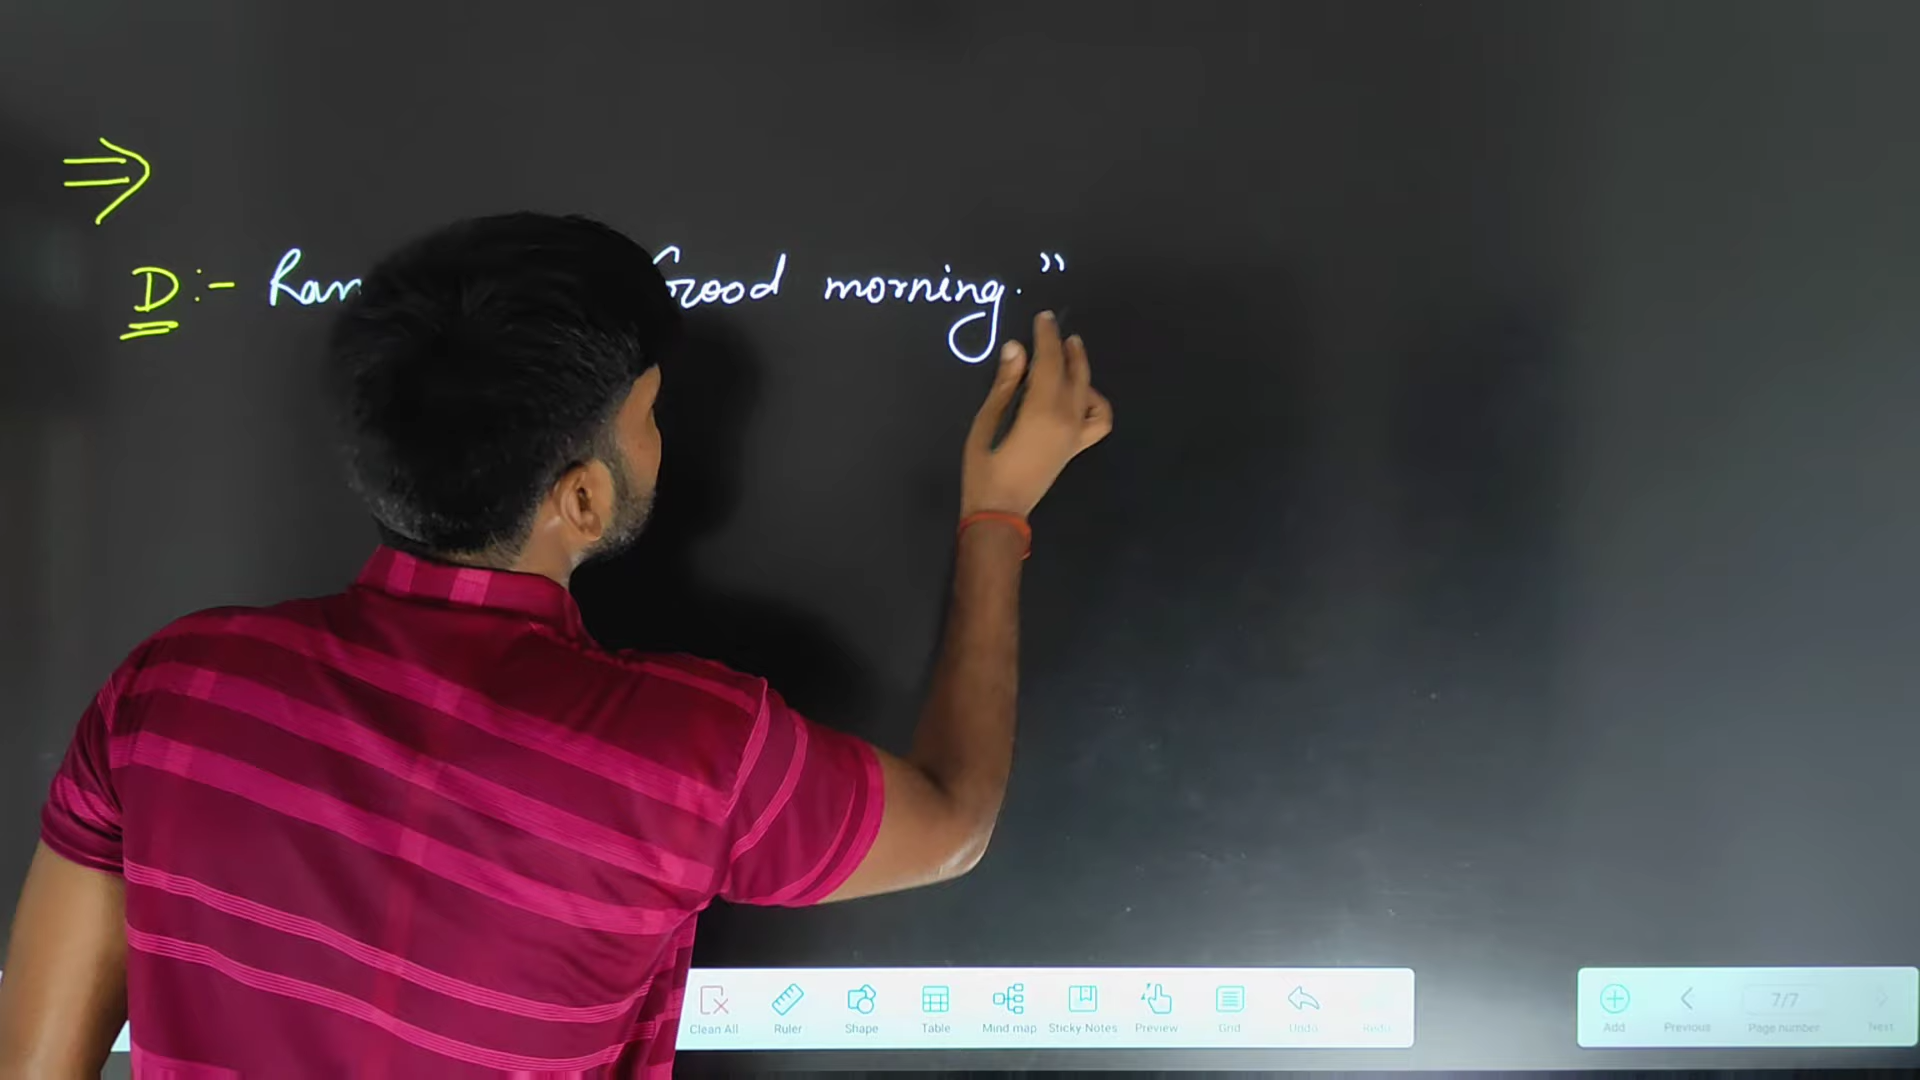 ⇒
D :- Good morning.”
Clean All Ruler Shape Table Mind map Sticky Notes Preview Grid Undo Redo
Add Previous 7/7 Page number Next